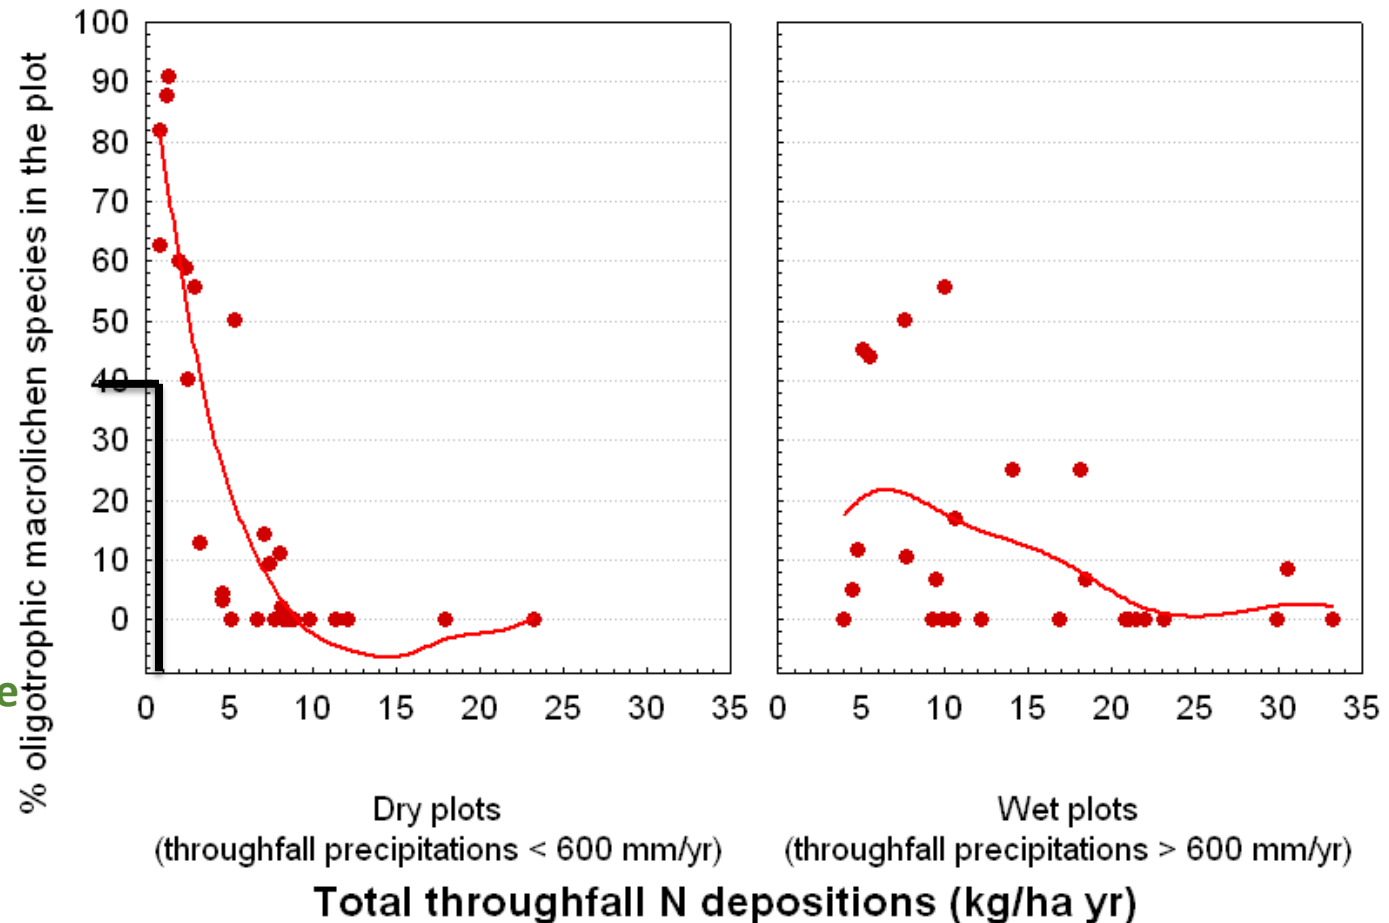 % oligotrophic macrolichen species in the plot
100
90
80
70
60
50
40
30
20
10
0
e
0 5 10 15 20 25 30 35
0 5 10 15 20 25 30 35
Dry plots
(throughfall precipitations < 600 mm/yr)
Wet plots
(throughfall precipitations > 600 mm/yr)
Total throughfall N depositions (kg/ha yr)